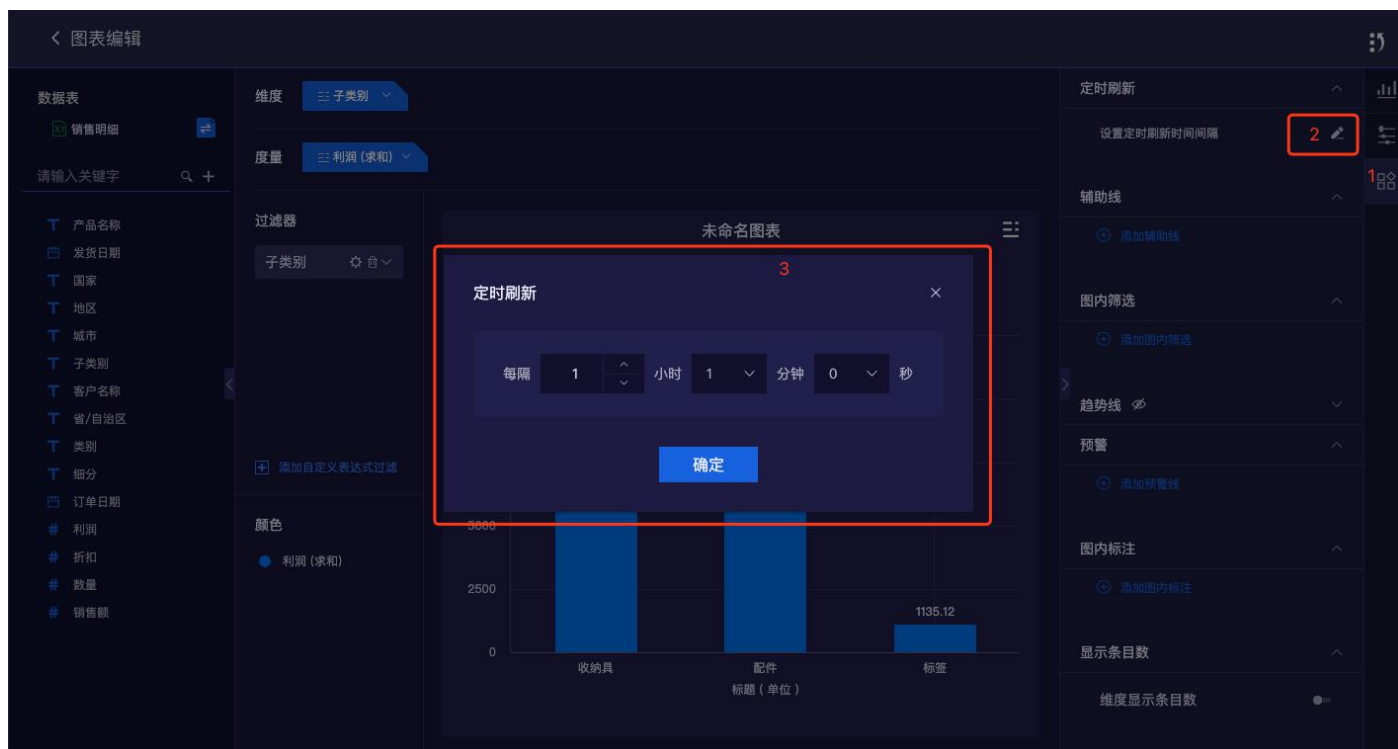 图表编辑
数据表
销售明细
请输入关键字
产品名称
发货日期
国家
地区
城市
子类别
客户名称
省/自治区
类别
细分
订单日期
利润
折扣
数量
销售额
维度
子类别
度量
利润 (求和)
过滤器
子类别
添加自定义表达式过滤
颜色
利润 (求和)
未命名图表
3
定时刷新
每隔 1 小时 1 分钟 0 秒
确定
5000
2500
0
1135.12
收纳具 配件 标签
标题 ( 单位 )
定时刷新
设置定时刷新时间间隔 2
1
辅助线
添加辅助线
图内筛选
添加图内筛选
趋势线
预警
添加预警线
图内标注
添加图内标注
显示条目数
维度显示条目数